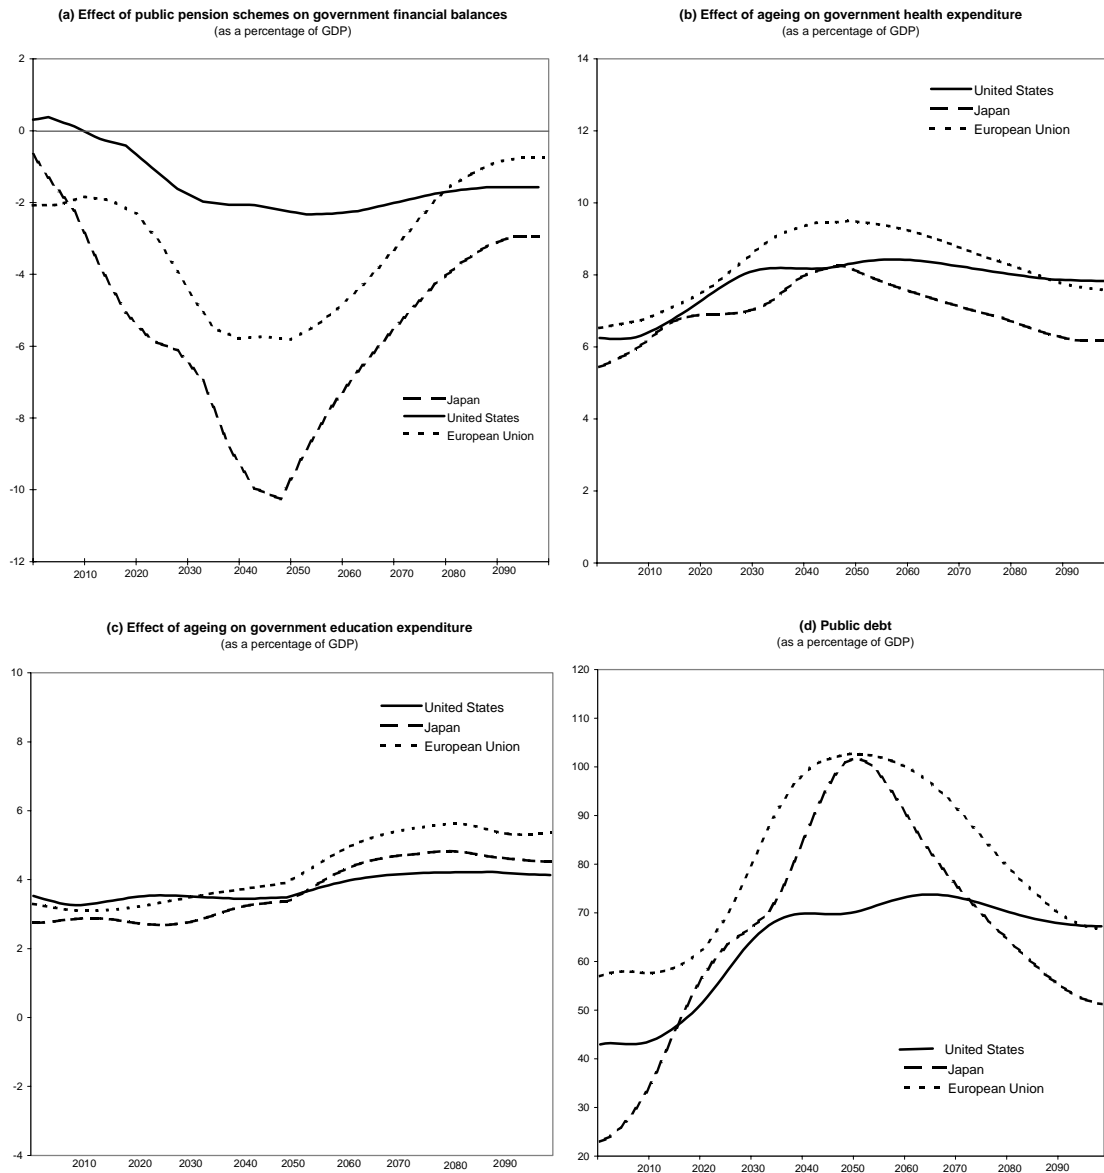 (a) Effect of public pension schemes on government financial balances
(as a percentage of GDP)
2
0
-2
-4
-6
-8
-10
-12
Japan
United States
European Union
2010 2020 2030 2040 2050 2060 2070 2080 2090
(b) Effect of ageing on government health expenditure
(as a percentage of GDP)
14
12
10
8
6
4
2
0
United States
Japan
European Union
2010 2020 2030 2040 2050 2060 2070 2080 2090
(c) Effect of ageing on government education expenditure
(as a percentage of GDP)
10
8
6
4
2
0
-2
-4
United States
Japan
European Union
2010 2020 2030 2040 2050 2060 2070 2080 2090
(d) Public debt
(as a percentage of GDP)
120
110
100
90
80
70
60
50
40
30
20
United States
Japan
European Union
2010 2020 2030 2040 2050 2060 2070 2080 2090